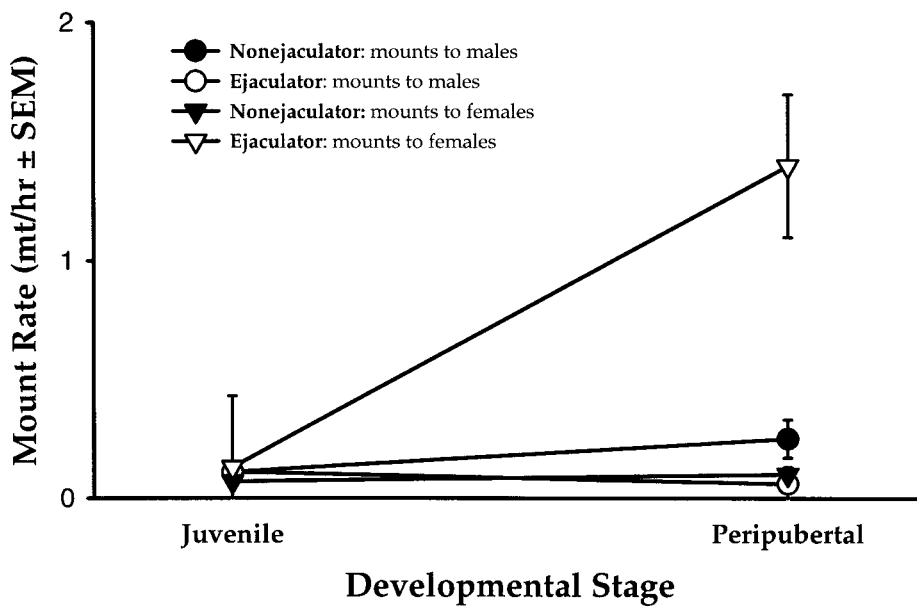 2
Nonejaculator: mounts to males
Ejaculator: mounts to males
Nonejaculator: mounts to females
Ejaculator: mounts to females
Mount Rate (mt/hr ± SEM)
1
0
Juvenile
Peripubertal
Developmental Stage